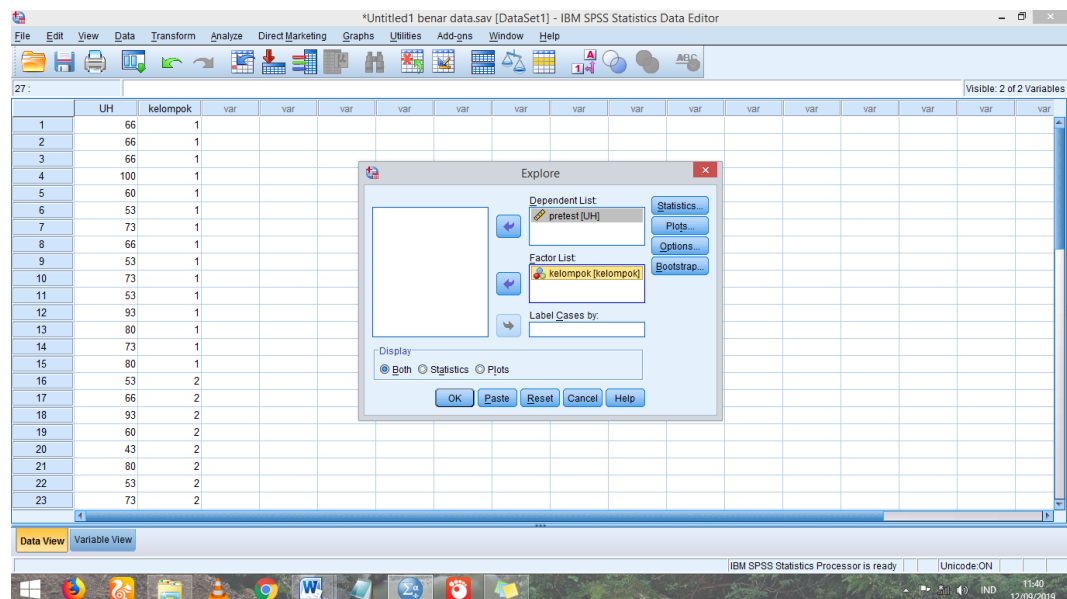 *Untitled1 benar data.sav [DataSet1] - IBM SPSS Statistics Data Editor
File Edit View Data Transform Analyze Direct Marketing Graphs Utilities Add-ons Window Help
27 :
Visible: 2 of 2 Variables
UH kelompok var var var var var var var var var var var var var var var
1 66 1
2 66 1
3 66 1
4 100 1
5 60 1
6 53 1
7 73 1
8 66 1
9 53 1
10 73 1
11 53 1
12 93 1
13 80 1
14 73 1
15 80 1
16 53 2
17 66 2
18 93 2
19 60 2
20 43 2
21 80 2
22 53 2
23 73 2
Explore
Dependent List:
pretest [UH]
Factor List:
kelompok [kelompok]
Label Cases by:
Statistics...
Plots...
Options...
Bootstrap...
Display
Both Statistics Plots
OK Paste Reset Cancel Help
Data View Variable View
IBM SPSS Statistics Processor is ready Unicode:ON
IND 11:40
12/09/2019